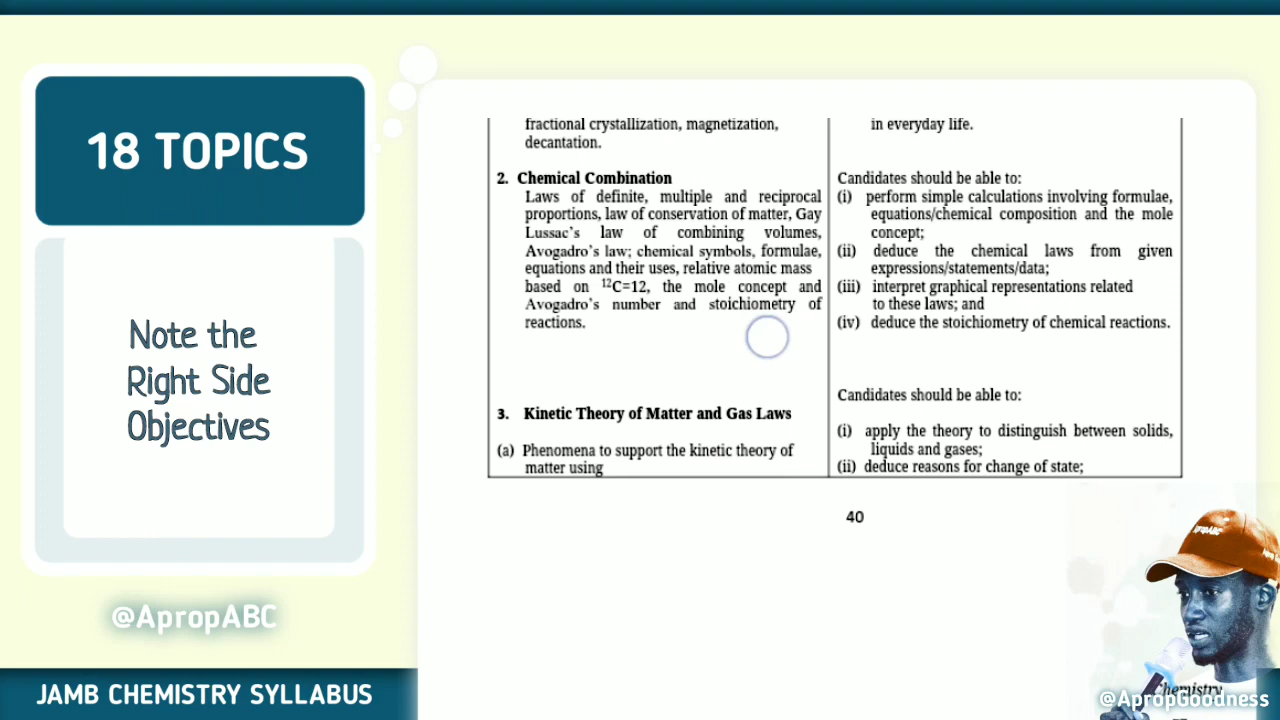 18 TOPICS
Note the
Right Side
Objectives
@ApropABC
JAMB CHEMISTRY SYLLABUS
fractional crystallization, magnetization,
decantation.
2. Chemical Combination
Laws of definite, multiple and reciprocal
proportions, law of conservation of matter, Gay
Lussac's law of combining volumes,
Avogadro's law; chemical symbols, formulae,
equations and their uses, relative atomic mass
based on ¹²C=12, the mole concept and
Avogadro's number and stoichiometry of
reactions.
3. Kinetic Theory of Matter and Gas Laws
(a) Phenomena to support the kinetic theory of
matter using
in everyday life.
Candidates should be able to:
(i) perform simple calculations involving formulae,
equations/chemical composition and the mole
concept;
(ii) deduce the chemical laws from given
expressions/statements/data;
(iii) interpret graphical representations related
to these laws; and
(iv) deduce the stoichiometry of chemical reactions.
Candidates should be able to:
(i) apply the theory to distinguish between solids,
liquids and gases;
(ii) deduce reasons for change of state;
40
ApropABC
Chemistry
@ApropGoodness